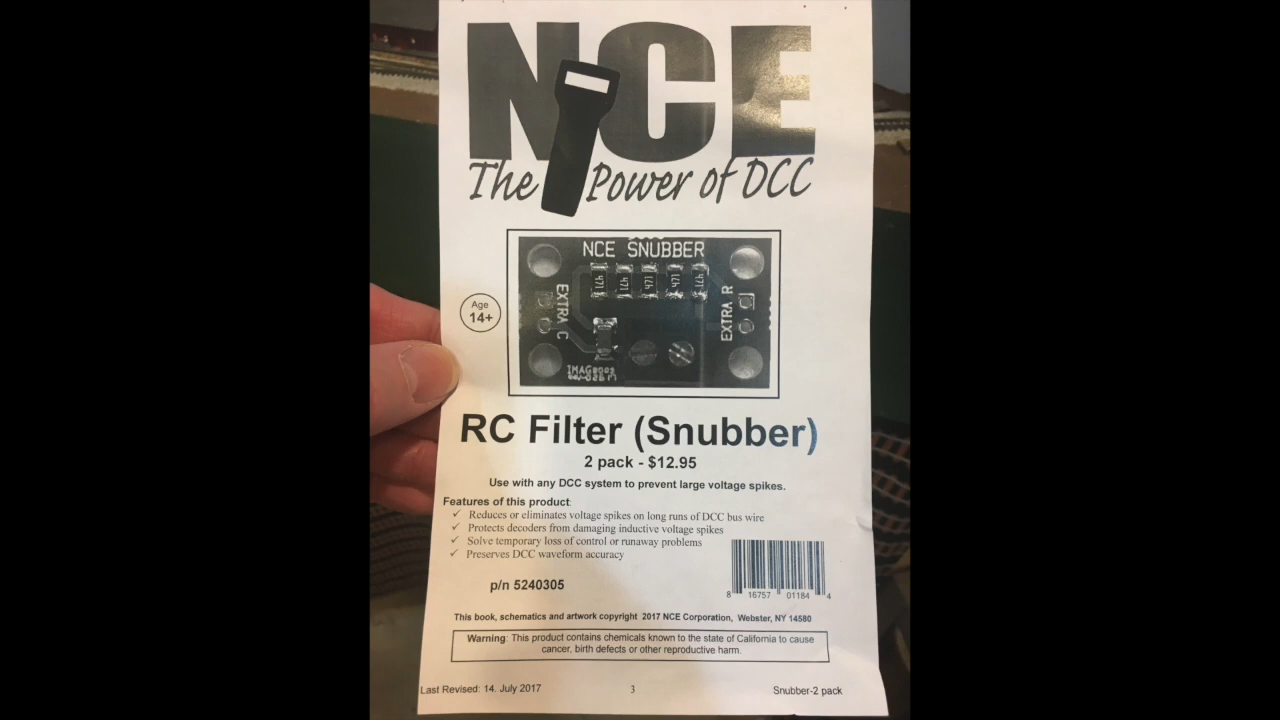 NCE
The Power of DCC
NCE SNUBBER
471 471 471 471 471
EXTRA C
EXTRA R
Age
14+
RC Filter (Snubber)
2 pack - $12.95
Use with any DCC system to prevent large voltage spikes.
Features of this product:
✓ Reduces or eliminates voltage spikes on long runs of DCC bus wire
✓ Protects decoders from damaging inductive voltage spikes
✓ Solve temporary loss of control or runaway problems
✓ Preserves DCC waveform accuracy
p/n 5240305
8 16757 01184 4
This book, schematics and artwork copyright 2017 NCE Corporation, Webster, NY 14580
Warning: This product contains chemicals known to the state of California to cause
cancer, birth defects or other reproductive harm.
Last Revised: 14. July 2017
3
Snubber-2 pack